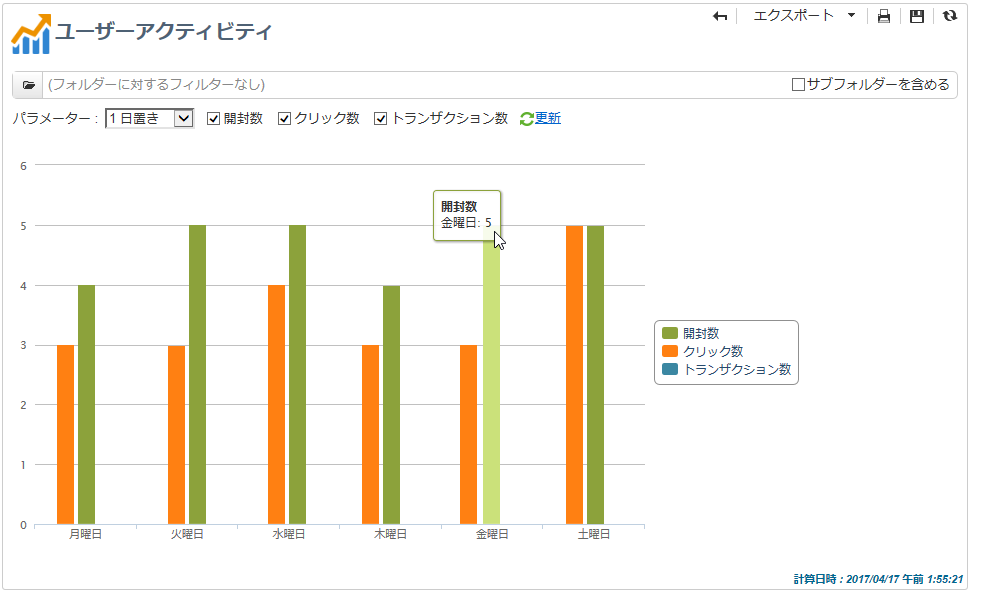 エクスポート
ユーザーアクティビティ
(フォルダーに対するフィルターなし) サブフォルダーを含める
パラメーター : 1 日置き 開封数 クリック数 トランザクション数 更新
6
5
4
3
2
1
0
開封数
金曜日: 5
開封数
クリック数
トランザクション数
月曜日 火曜日 水曜日 木曜日 金曜日 土曜日
計算日時 : 2017/04/17 午前 1:55:21